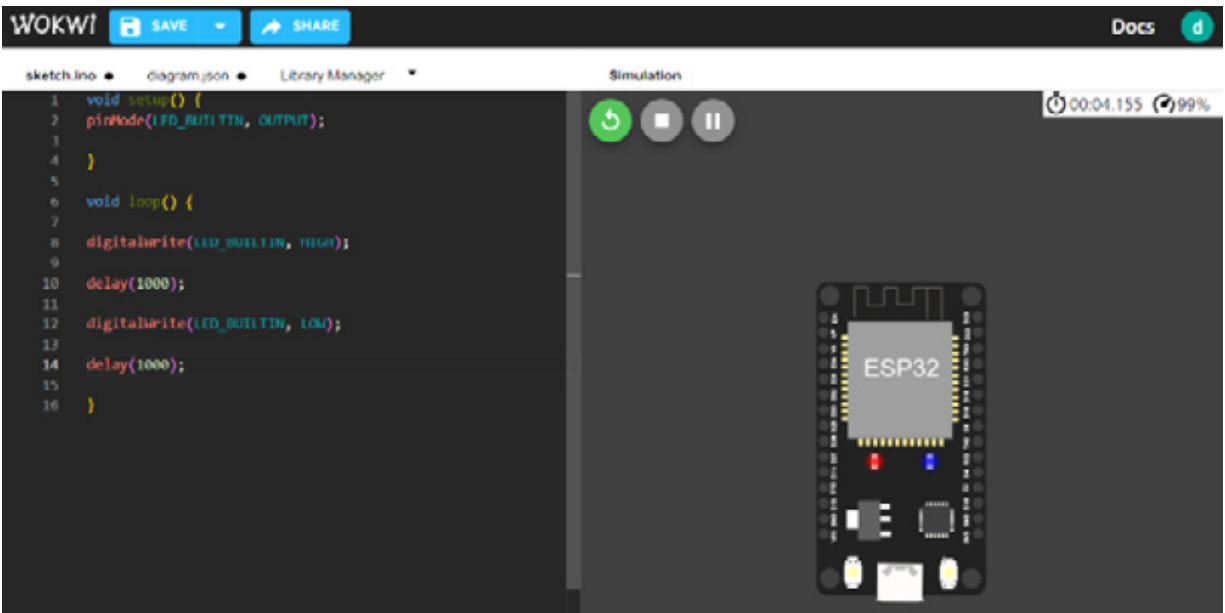 WOKWI SAVE SHARE Docs d
sketch.ino diagram.json Library Manager Simulation
00:04.155 99%
1 void setup() {
2 pinMode(LED_BUILTIN, OUTPUT);
3
4 }
5
6 void loop() {
7
8 digitalWrite(LED_BUILTIN, HIGH);
9
10 delay(1000);
11
12 digitalWrite(LED_BUILTIN, LOW);
13
14 delay(1000);
15
16 }
ESP32